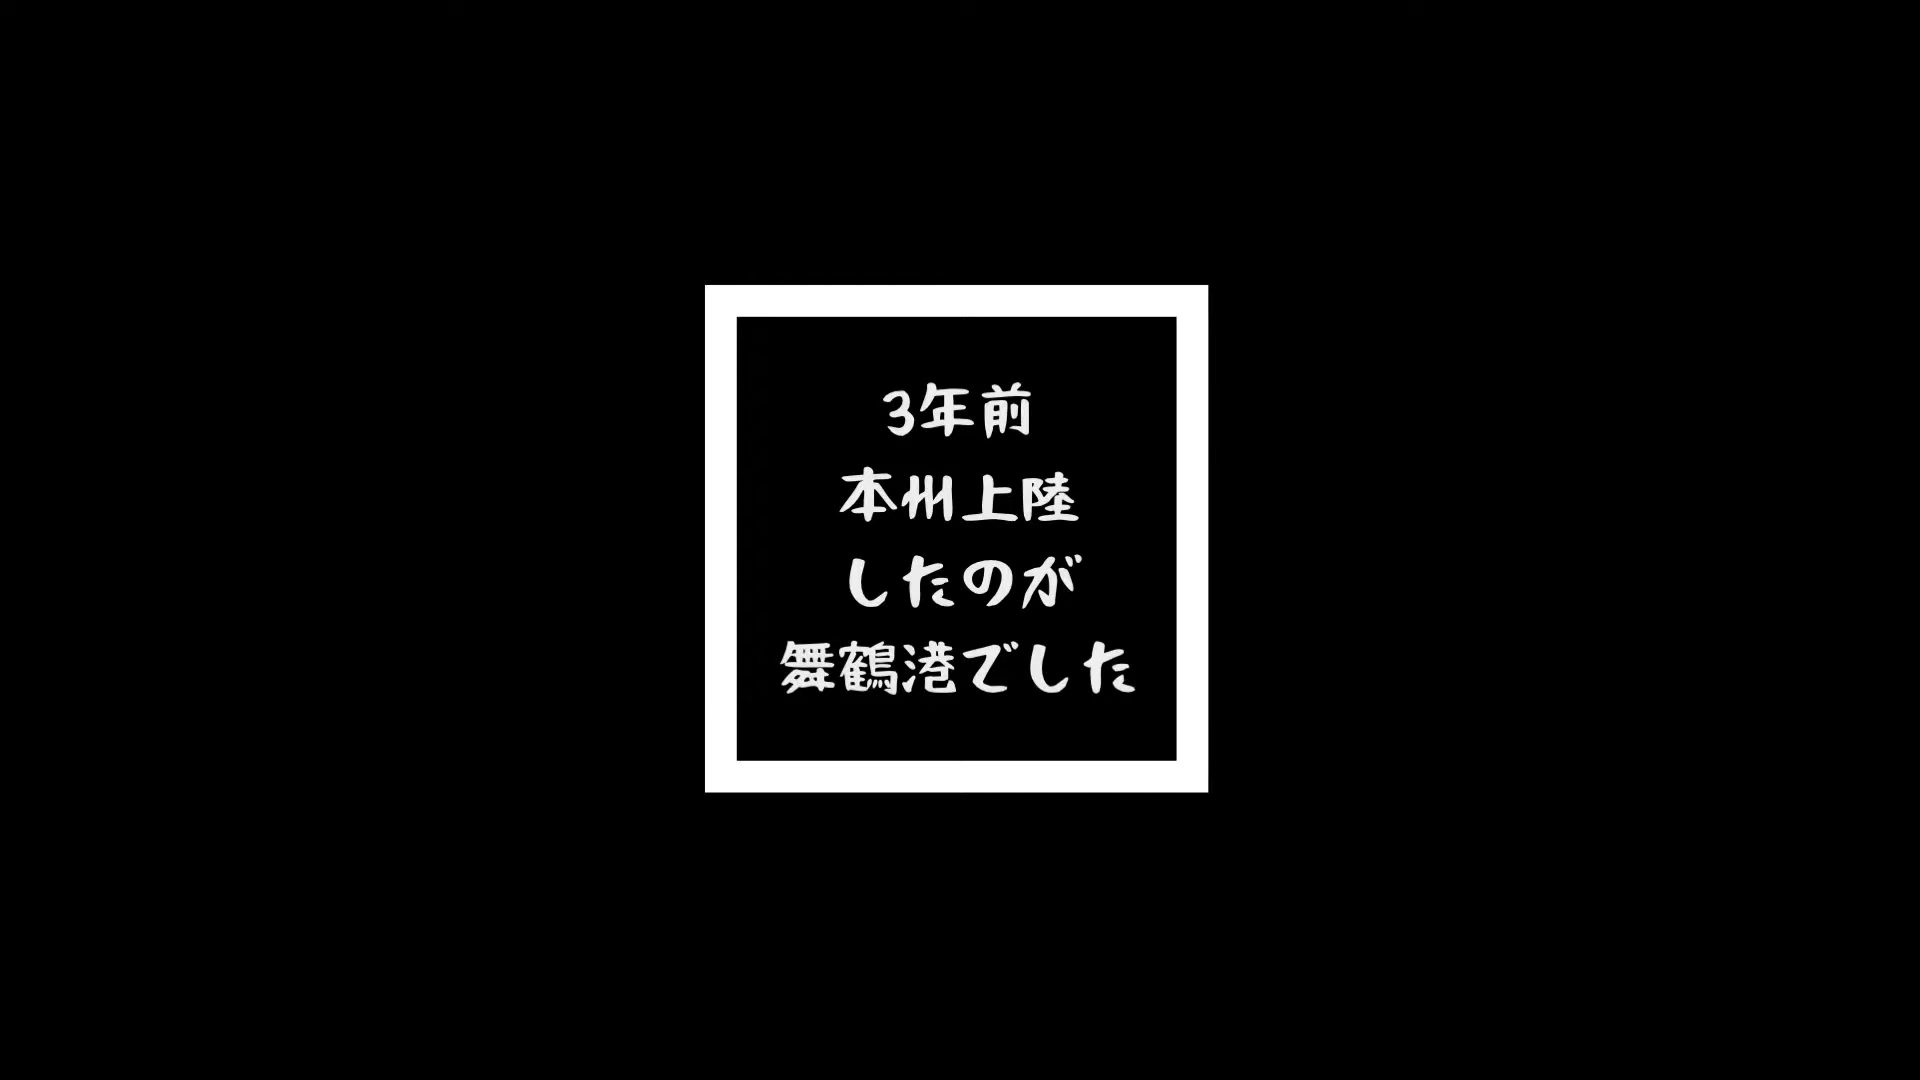 3年前
本州上陸
したのが
舞鶴港でした